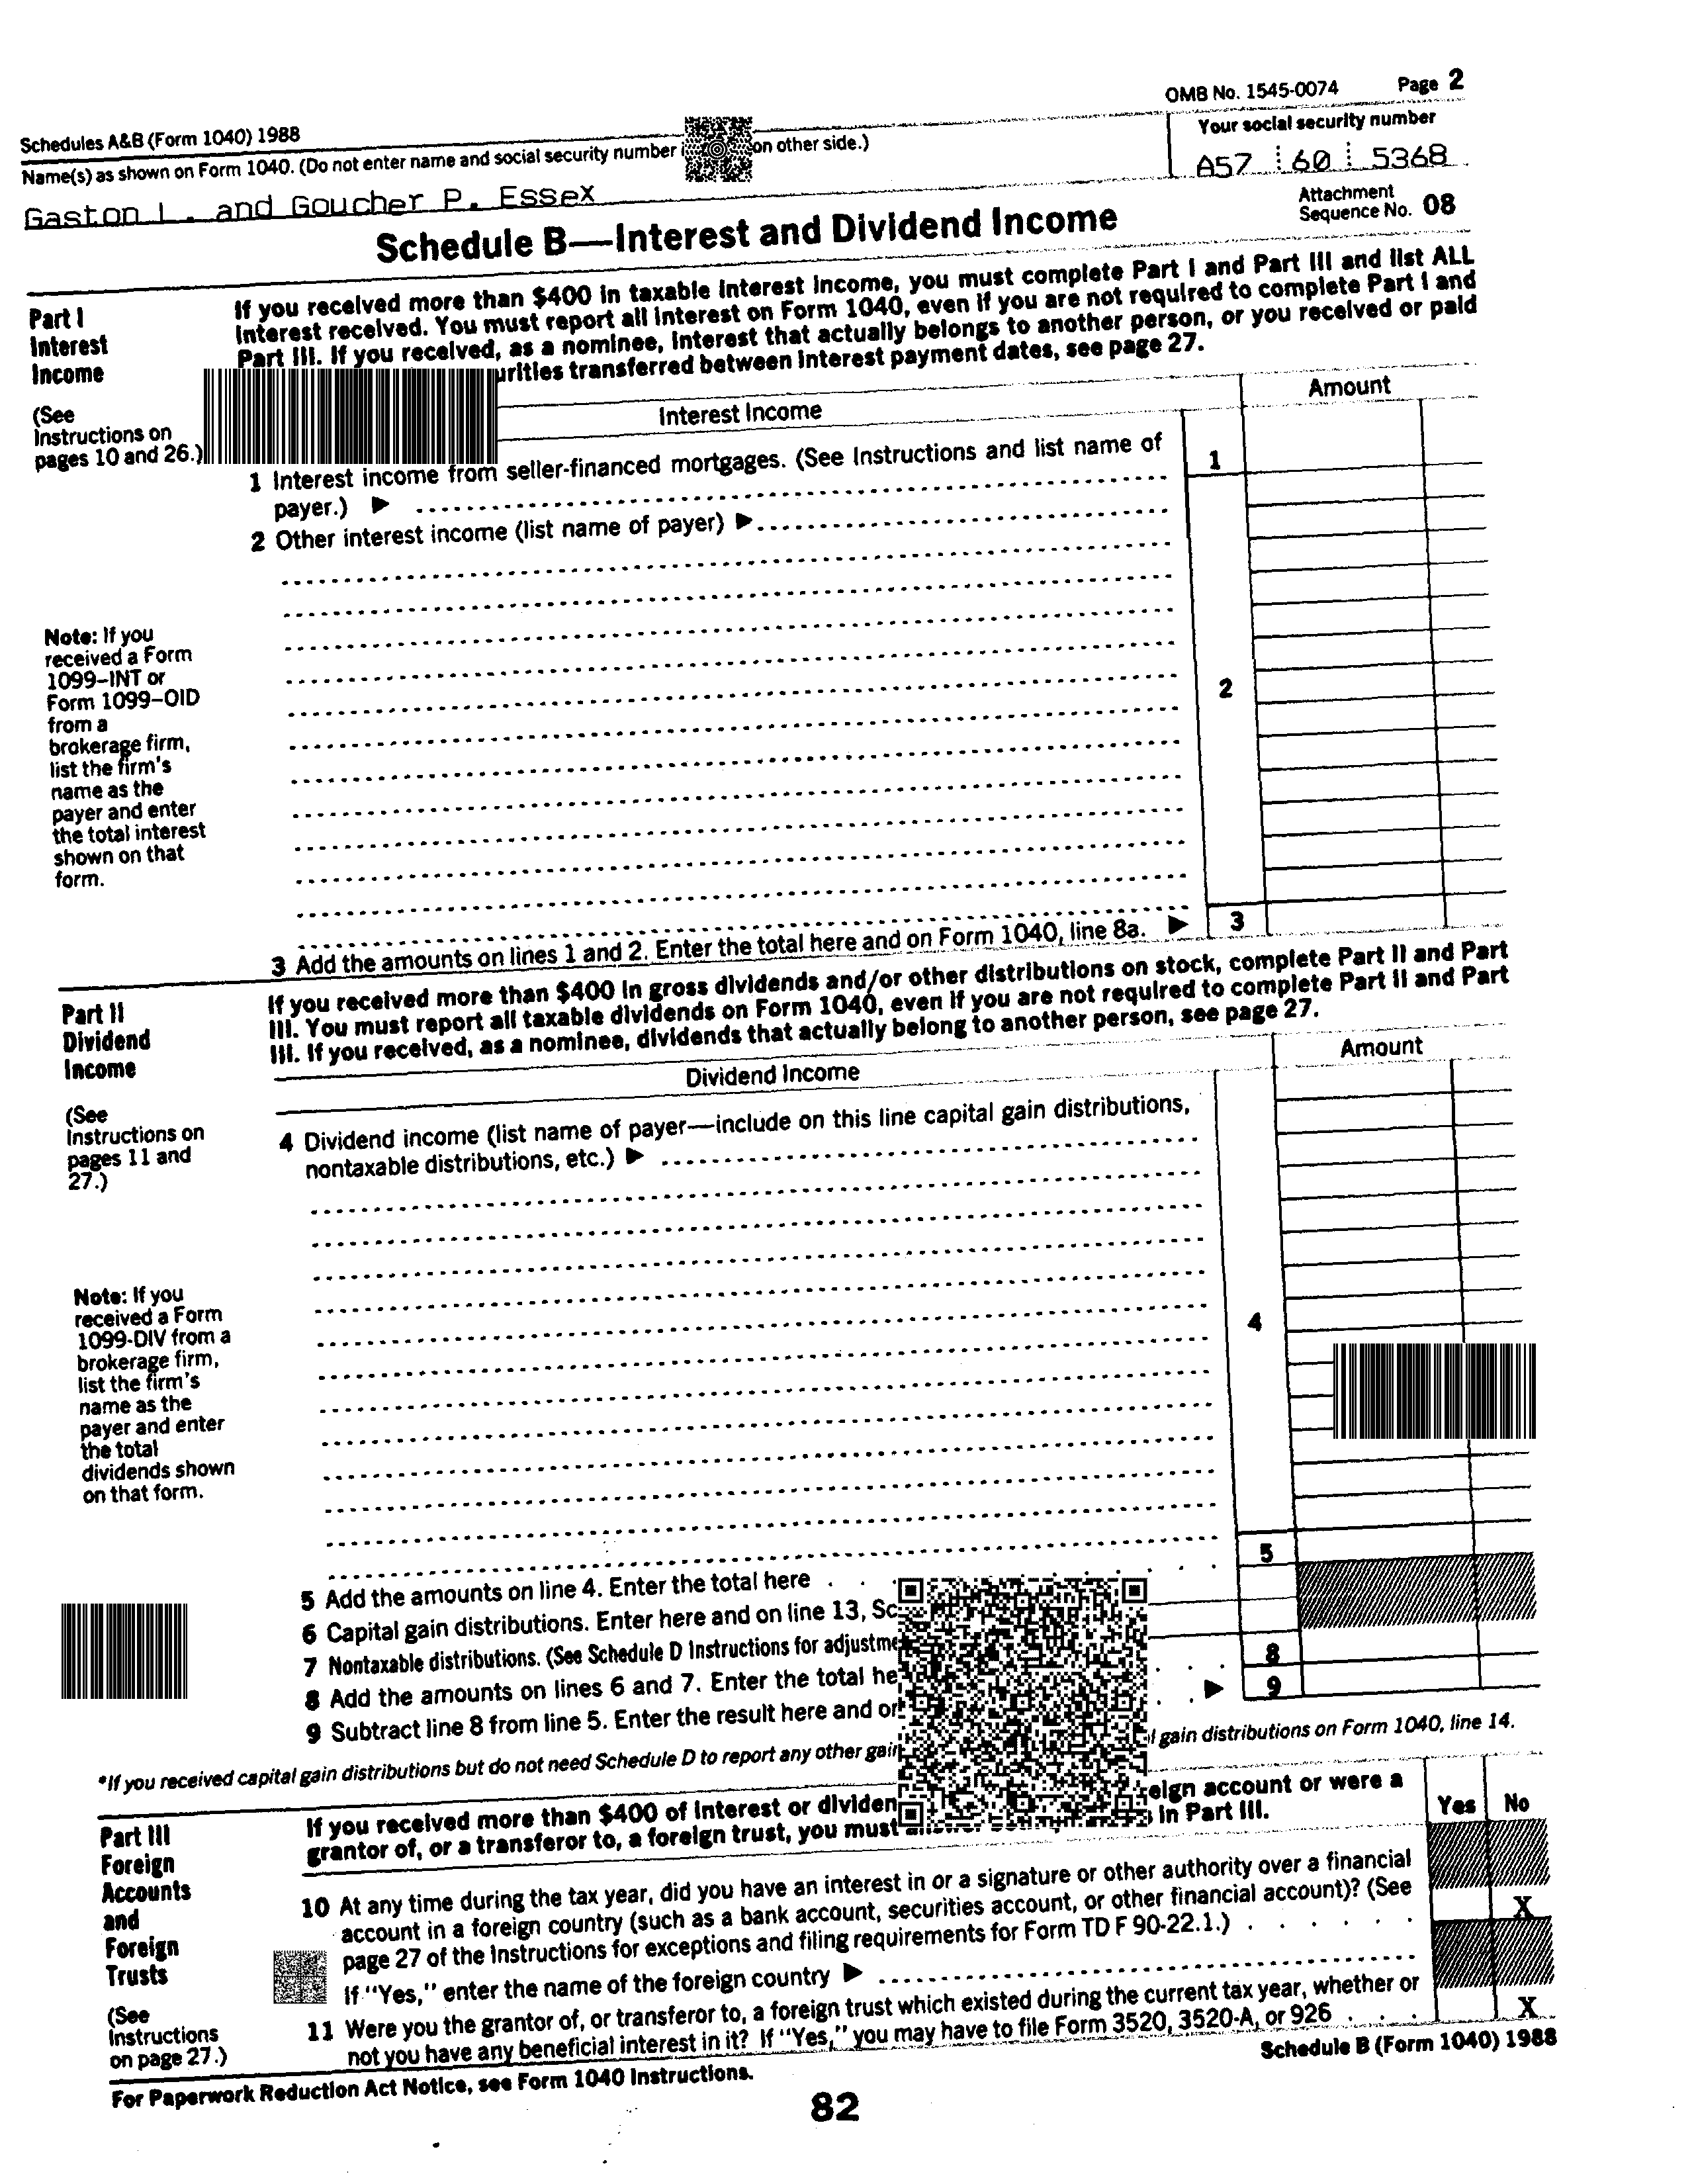 OMB No. 1545-0074 Page 2
Schedules A&B (Form 1040) 1988
Name(s) as shown on Form 1040. (Do not enter name and social security number on other side.)
Your social security number
A57 60 5368
Gaston L. and Goucher P. Essex
Attachment
Sequence No. 08
Schedule B—Interest and Dividend Income
Part I
Interest
Income
(See
Instructions on
pages 10 and 26.)
If you received more than $400 in taxable interest income, you must complete Part I and Part III and list ALL
interest received. You must report all interest on Form 1040, even if you are not required to complete Part I and
Part III. If you received, as a nominee, interest that actually belongs to another person, or you received or paid
transferred between interest payment dates, see page 27.
Interest Income
Amount
1 Interest income from seller-financed mortgages. (See Instructions and list name of
payer.) ▶
1
2 Other interest income (list name of payer) ▶
Note: If you
received a Form
1099–INT or
Form 1099–OID
from a
brokerage firm,
list the firm's
name as the
payer and enter
the total interest
shown on that
form.
2
3 Add the amounts on lines 1 and 2. Enter the total here and on Form 1040, line 8a. ▶ 3
Part II
Dividend
Income
(See
Instructions on
pages 11 and
27.)
If you received more than $400 in gross dividends and/or other distributions on stock, complete Part II and Part
III. You must report all taxable dividends on Form 1040, even if you are not required to complete Part II and Part
III. If you received, as a nominee, dividends that actually belong to another person, see page 27.
Dividend Income
Amount
4 Dividend income (list name of payer—include on this line capital gain distributions,
nontaxable distributions, etc.) ▶
Note: If you
received a Form
1099-DIV from a
brokerage firm,
list the firm's
name as the
payer and enter
the total
dividends shown
on that form.
4
5 Add the amounts on line 4. Enter the total here
5
6 Capital gain distributions. Enter here and on line 13,
7 Nontaxable distributions. (See Schedule D Instructions for
8 Add the amounts on lines 6 and 7. Enter the total
8
9 Subtract line 8 from line 5. Enter the result here and
▶ 9
*If you received capital gain distributions but do not need Schedule D to report any other gain distributions on Form 1040, line 14.
Part III
Foreign
Accounts
and
Foreign
Trusts
(See
Instructions
on page 27.)
If you received more than $400 of interest or account or were a
grantor of, or a transferor to, a foreign trust, you must in Part III.
Yes No
10 At any time during the tax year, did you have an interest in or a signature or other authority over a financial
account in a foreign country (such as a bank account, securities account, or other financial account)? (See
page 27 of the Instructions for exceptions and filing requirements for Form TD F 90-22.1.)
X
If "Yes," enter the name of the foreign country ▶
11 Were you the grantor of, or transferor to, a foreign trust which existed during the current tax year, whether or
not you have any beneficial interest in it? If "Yes," you may have to file Form 3520, 3520-A, or 926
X
For Paperwork Reduction Act Notice, see Form 1040 Instructions.
Schedule B (Form 1040) 1988
82